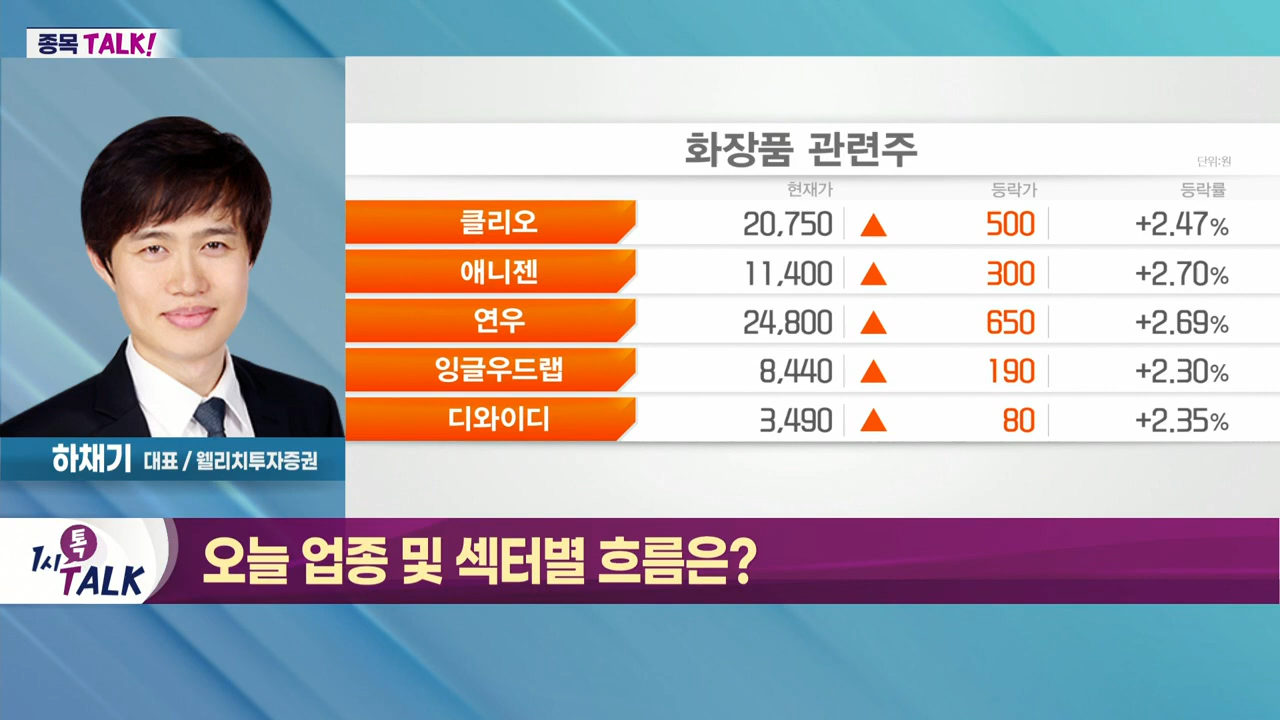 종목 TALK!
화장품 관련주
단위:원
현재가 등락가 등락률
클리오 20,750 ▲ 500 +2.47%
애니젠 11,400 ▲ 300 +2.70%
연우 24,800 ▲ 650 +2.69%
잉글우드랩 8,440 ▲ 190 +2.30%
디와이디 3,490 ▲ 80 +2.35%
하채기 대표 / 웰리치투자증권
1시 톡 TALK
오늘 업종 및 섹터별 흐름은?